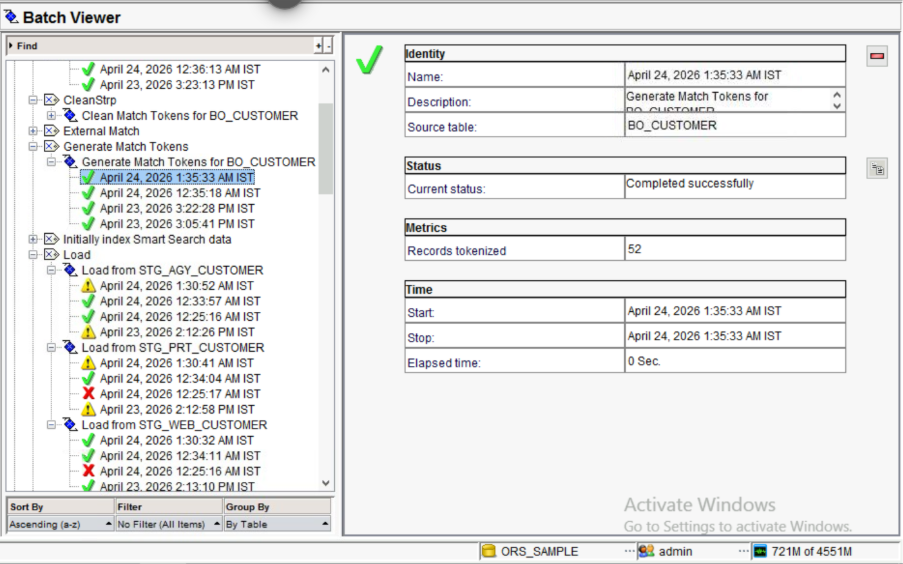 Batch Viewer
Find
+ -
April 24, 2026 12:36:13 AM IST
April 23, 2026 3:23:13 PM IST
CleanStrp
Clean Match Tokens for BO_CUSTOMER
External Match
Generate Match Tokens
Generate Match Tokens for BO_CUSTOMER
April 24, 2026 1:35:33 AM IST
April 24, 2026 12:35:18 AM IST
April 23, 2026 3:22:28 PM IST
April 23, 2026 3:05:41 PM IST
Initially index Smart Search data
Load
Load from STG_AGY_CUSTOMER
April 24, 2026 1:30:52 AM IST
April 24, 2026 12:33:57 AM IST
April 24, 2026 12:25:16 AM IST
April 23, 2026 2:12:26 PM IST
Load from STG_PRT_CUSTOMER
April 24, 2026 1:30:41 AM IST
April 24, 2026 12:34:04 AM IST
April 24, 2026 12:25:17 AM IST
April 23, 2026 2:12:58 PM IST
Load from STG_WEB_CUSTOMER
April 24, 2026 1:30:32 AM IST
April 24, 2026 12:34:11 AM IST
April 24, 2026 12:25:16 AM IST
April 23, 2026 2:13:10 PM IST
Sort By Filter Group By
Ascending (a-z) No Filter (All Items) By Table
Identity
Name: April 24, 2026 1:35:33 AM IST
Description: Generate Match Tokens for
BO_CUSTOMER
Source table: BO_CUSTOMER
Status
Current status: Completed successfully
Metrics
Records tokenized 52
Time
Start: April 24, 2026 1:35:33 AM IST
Stop: April 24, 2026 1:35:33 AM IST
Elapsed time: 0 Sec.
Activate Windows
Go to Settings to activate Windows.
ORS_SAMPLE admin 721M of 4551M